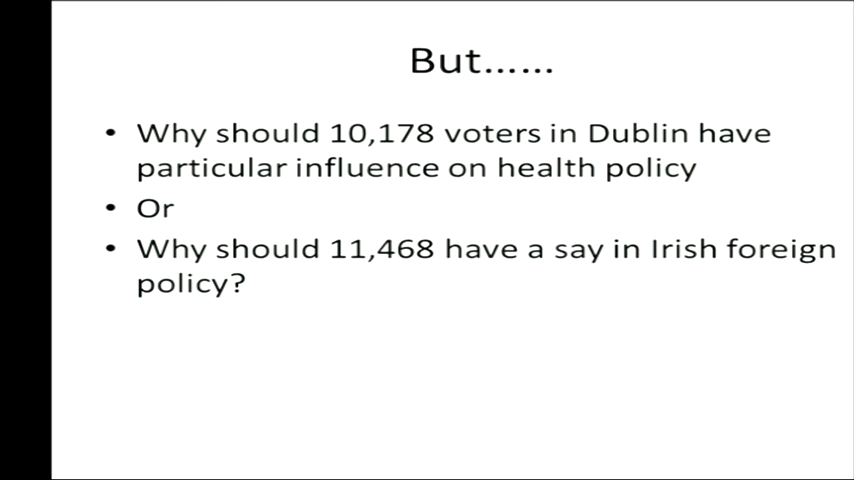 But......
• Why should 10,178 voters in Dublin have
particular influence on health policy
• Or
• Why should 11,468 have a say in Irish foreign
policy?